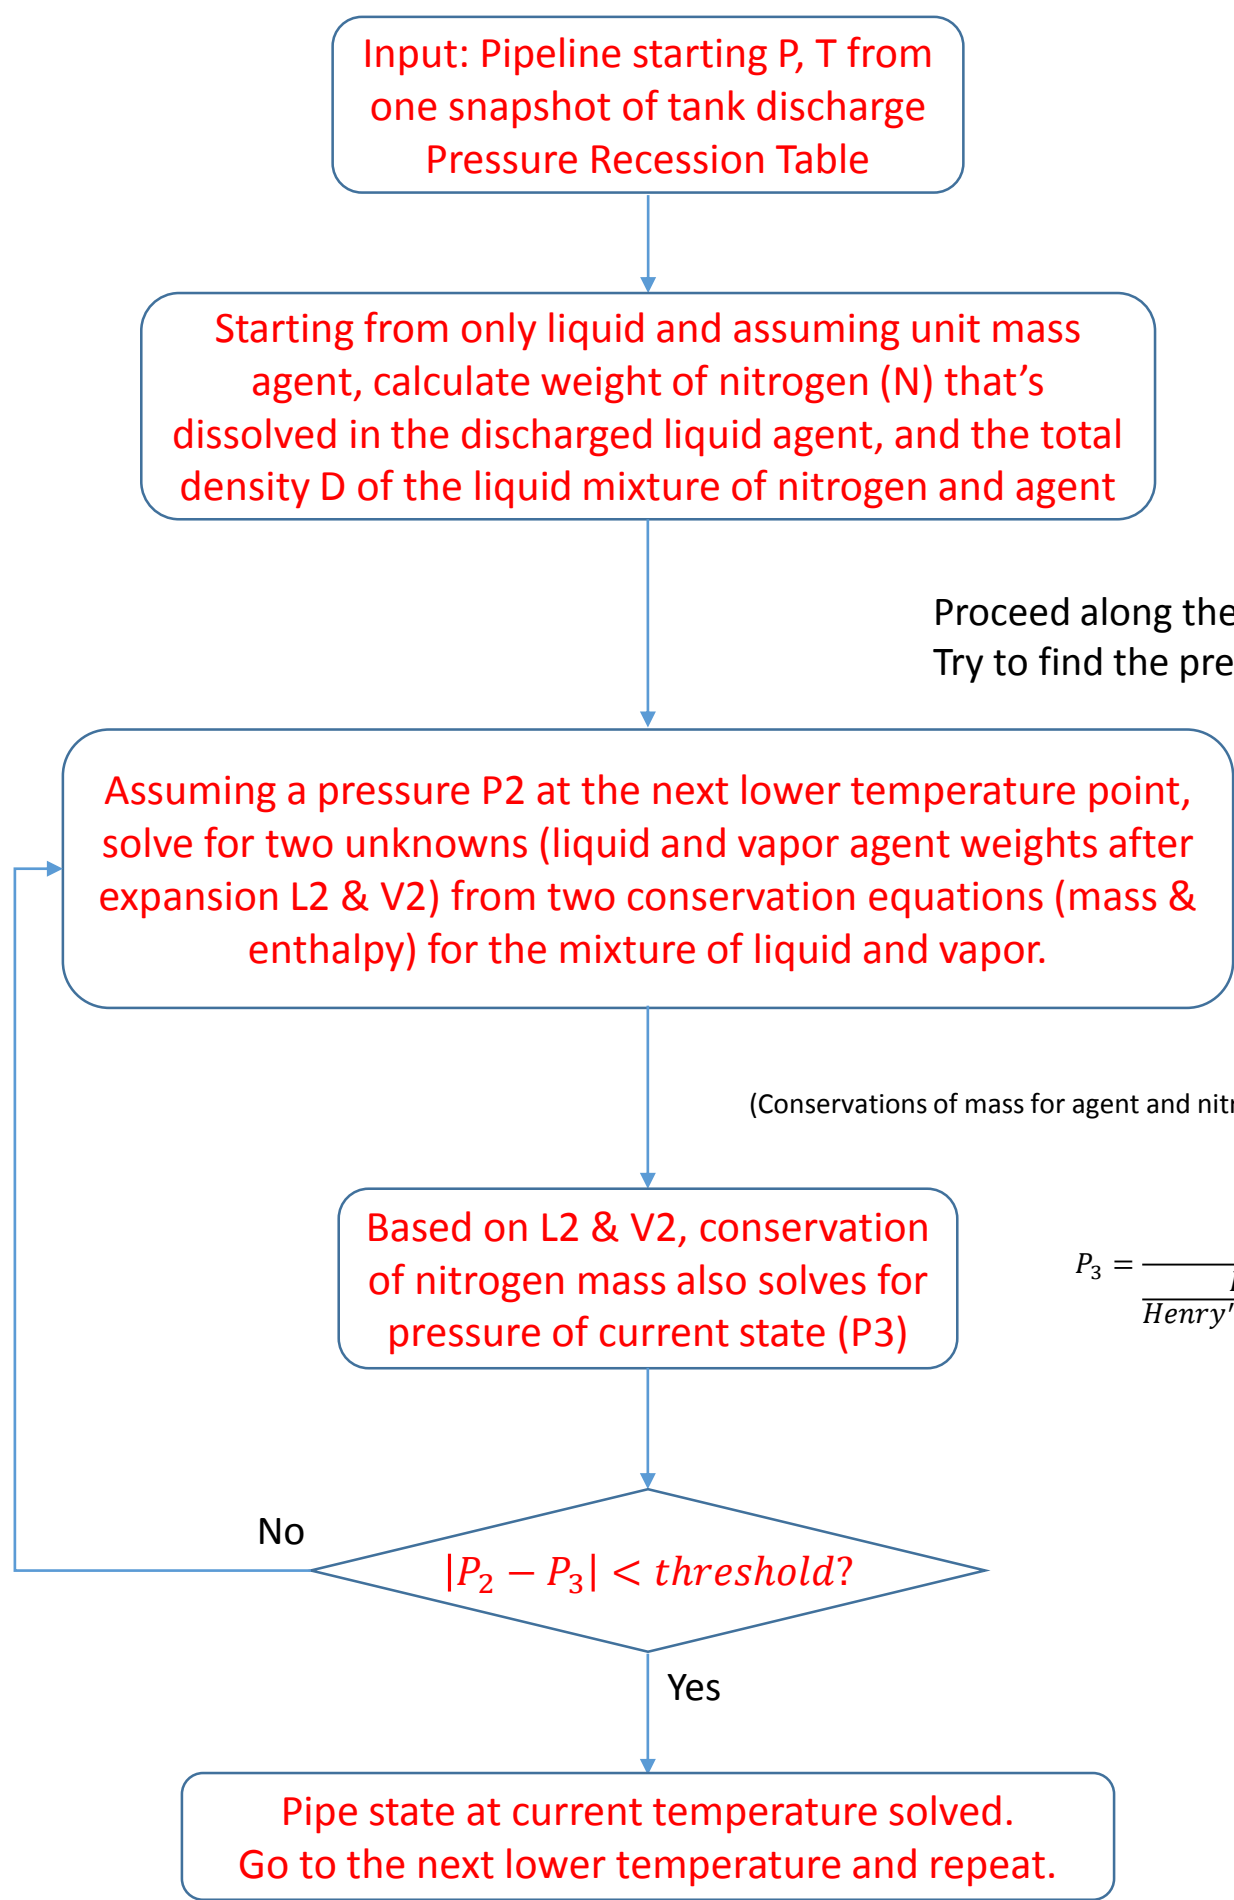 Input: Pipeline starting P, T from
one snapshot of tank discharge
Pressure Recession Table
Starting from only liquid and assuming unit mass
agent, calculate weight of nitrogen (N) that's
dissolved in the discharged liquid agent, and the total
density D of the liquid mixture of nitrogen and agent
Proceed along the
Try to find the pre
Assuming a pressure P2 at the next lower temperature point,
solve for two unknowns (liquid and vapor agent weights after
expansion L2 & V2) from two conservation equations (mass &
enthalpy) for the mixture of liquid and vapor.
(Conservations of mass for agent and nitr
Based on L2 & V2, conservation
of nitrogen mass also solves for
pressure of current state (P3)
P₃ =
Henry'
No
|P₂ − P₃| < threshold?
Yes
Pipe state at current temperature solved.
Go to the next lower temperature and repeat.